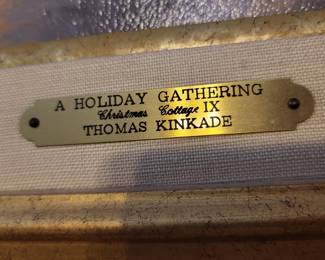 A HOLIDAY GATHERING
Christmas Cottage IX
THOMAS KINKADE